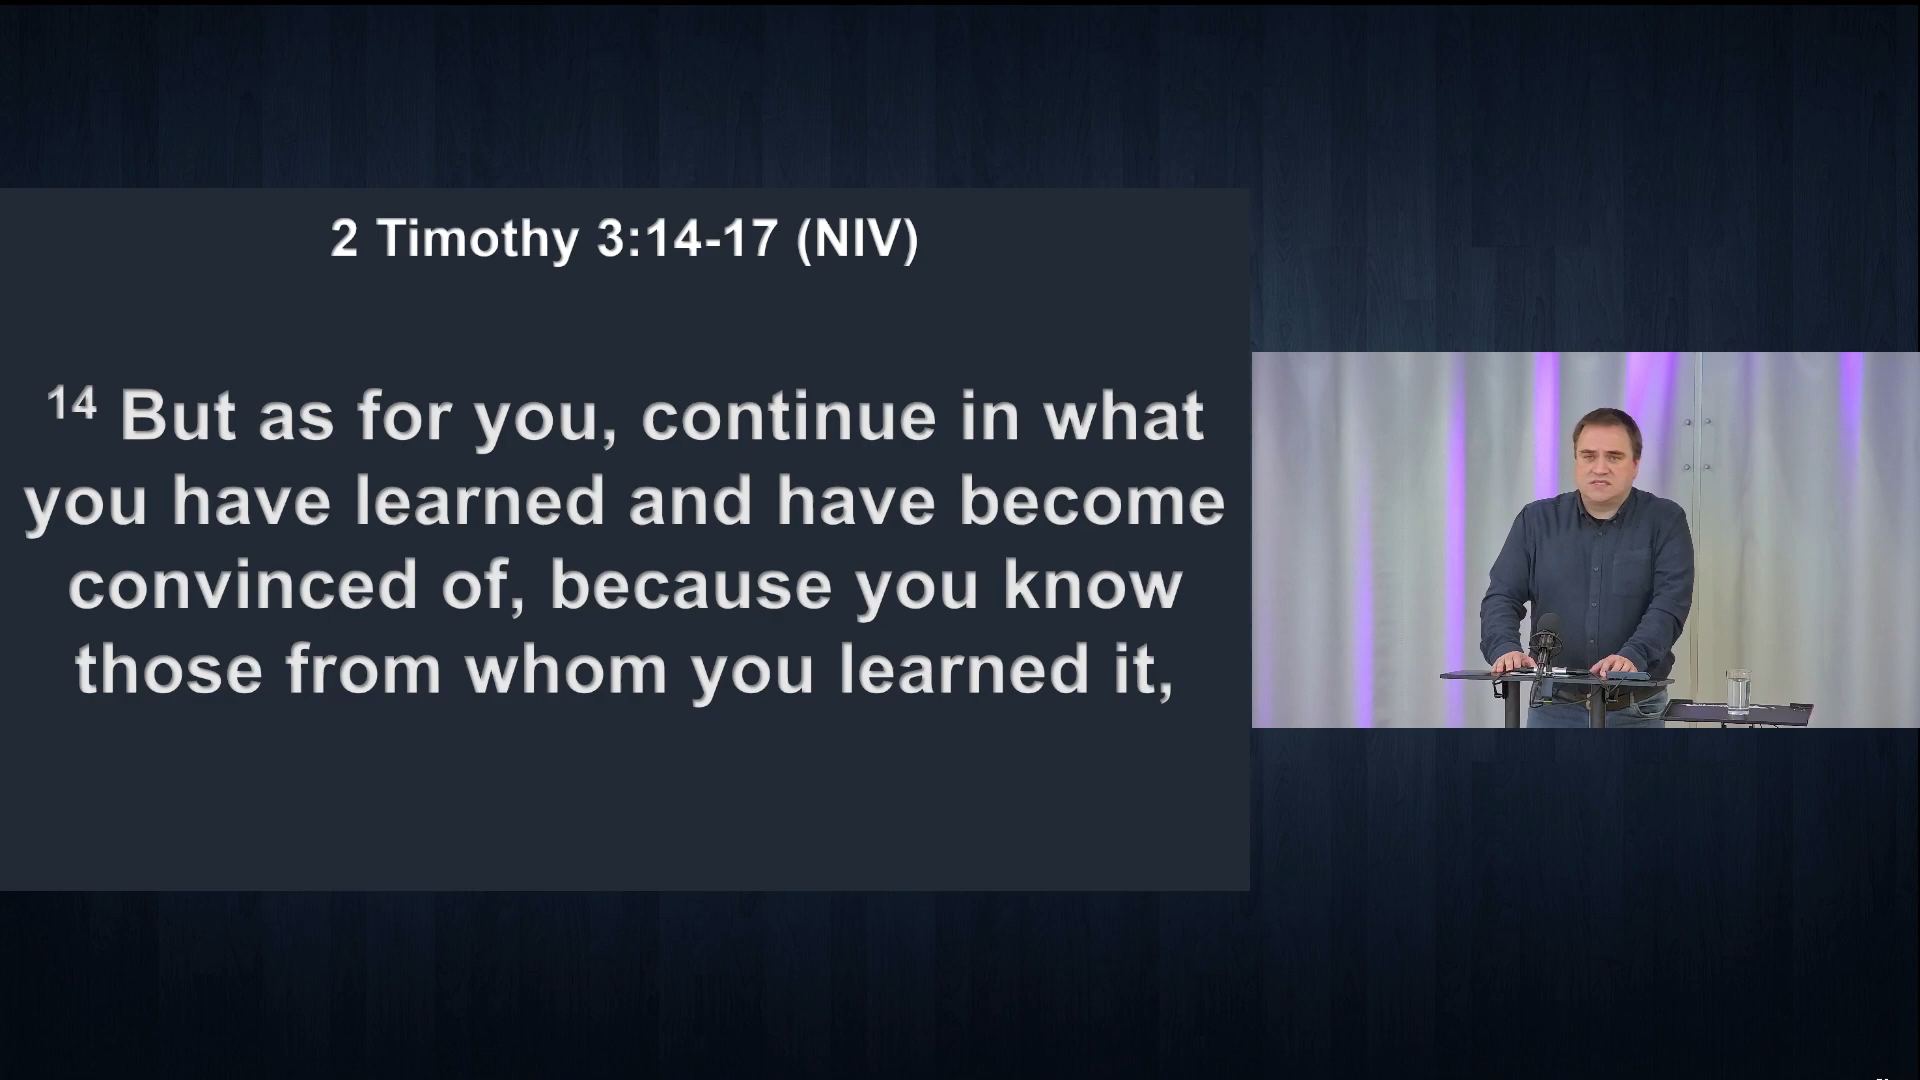 2 Timothy 3:14-17 (NIV)
14 But as for you, continue in what
you have learned and have become
convinced of, because you know
those from whom you learned it,